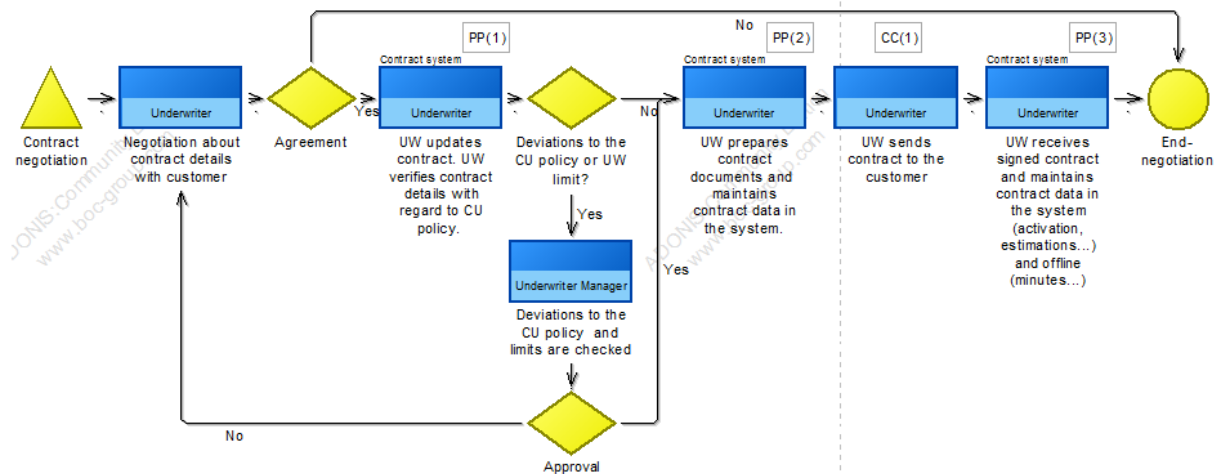 No
PP(1)
PP(2)
CC(1)
PP(3)
Contract system
Contract system
Contract system
Underwriter
Underwriter
Underwriter
Underwriter
Underwriter
Yes
No
Contract
negotiation
Negotiation about
contract details
with customer
Agreement
UW updates
contract. UW
verifies contract
details with
regard to CU
policy.
Deviations to the
CU policy or UW
limit?
UW prepares
contract
documents and
maintains
contract data in
the system.
UW sends
contract to the
customer
UW receives
signed contract
and maintains
contract data in
the system
(activation,
estimations...)
and offline
(minutes...)
End-
negotiation
Yes
Yes
Underwriter Manager
Deviations to the
CU policy and
limits are checked
No
Approval